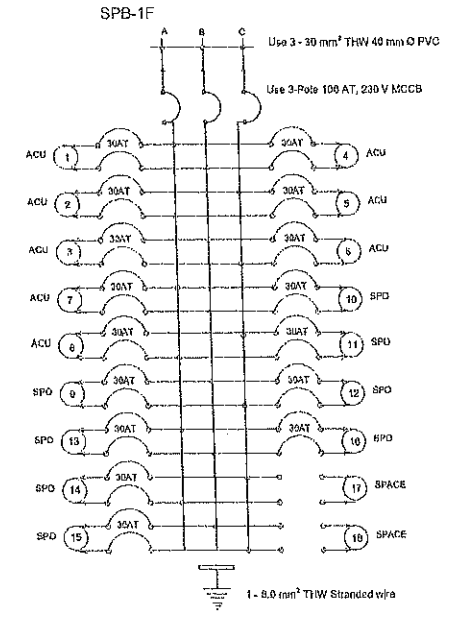 SPB-1F
A B C
Use 3 - 30 mm² THW 40 mm Ø PVC
Use 3-Pole 100 AT, 230 V MCCB
ACU 1 30AT 30AT 4 ACU
ACU 2 30AT 30AT 5 ACU
ACU 3 30AT 30AT 6 ACU
ACU 7 30AT 30AT 10 SPO
ACU 8 30AT 30AT 11 SPO
SPO 9 30AT 30AT 12 SPO
SPO 13 30AT 30AT 16 SPO
SPO 14 30AT 17 SPACE
SPO 15 30AT 18 SPACE
1 - 8.0 mm² THW Stranded wire